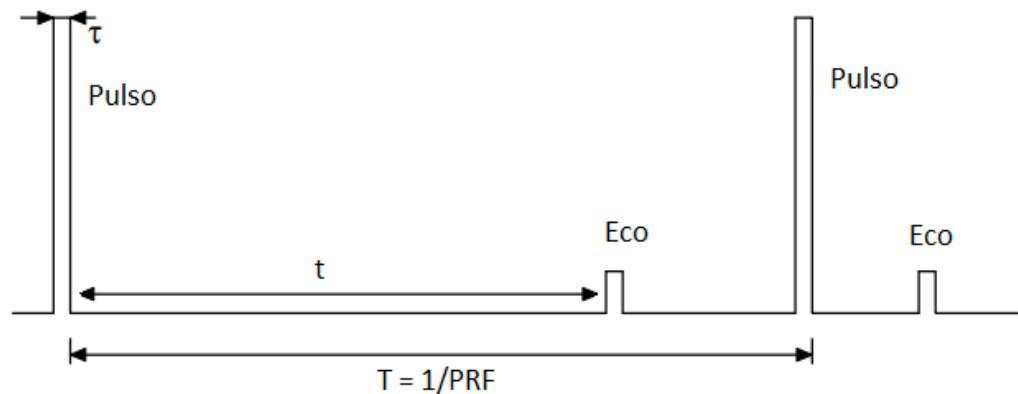 τ
Pulso
Pulso
Eco
Eco
t
T = 1/PRF